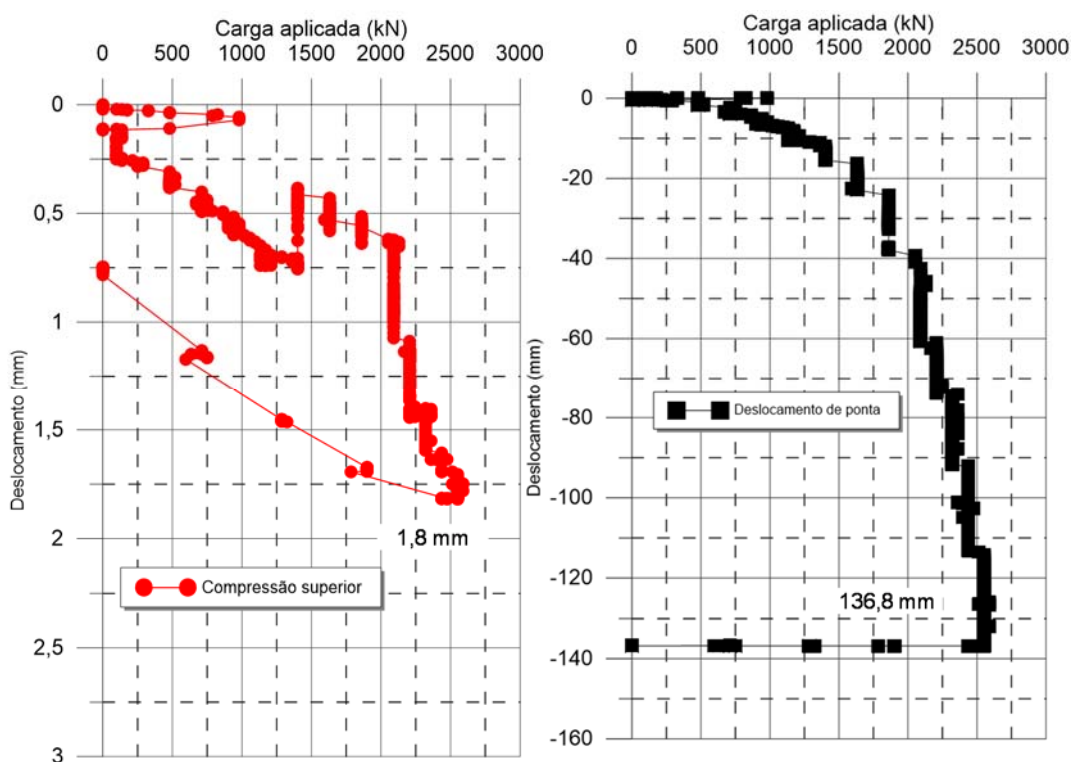 Carga aplicada (kN)
0 500 1000 1500 2000 2500 3000
0
0,5
1
1,5
2
2,5
3
Deslocamento (mm)
1,8 mm
Compressão superior
Carga aplicada (kN)
0 500 1000 1500 2000 2500 3000
0
-20
-40
-60
-80
-100
-120
-140
-160
Deslocamento (mm)
Deslocamento de ponta
136,8 mm